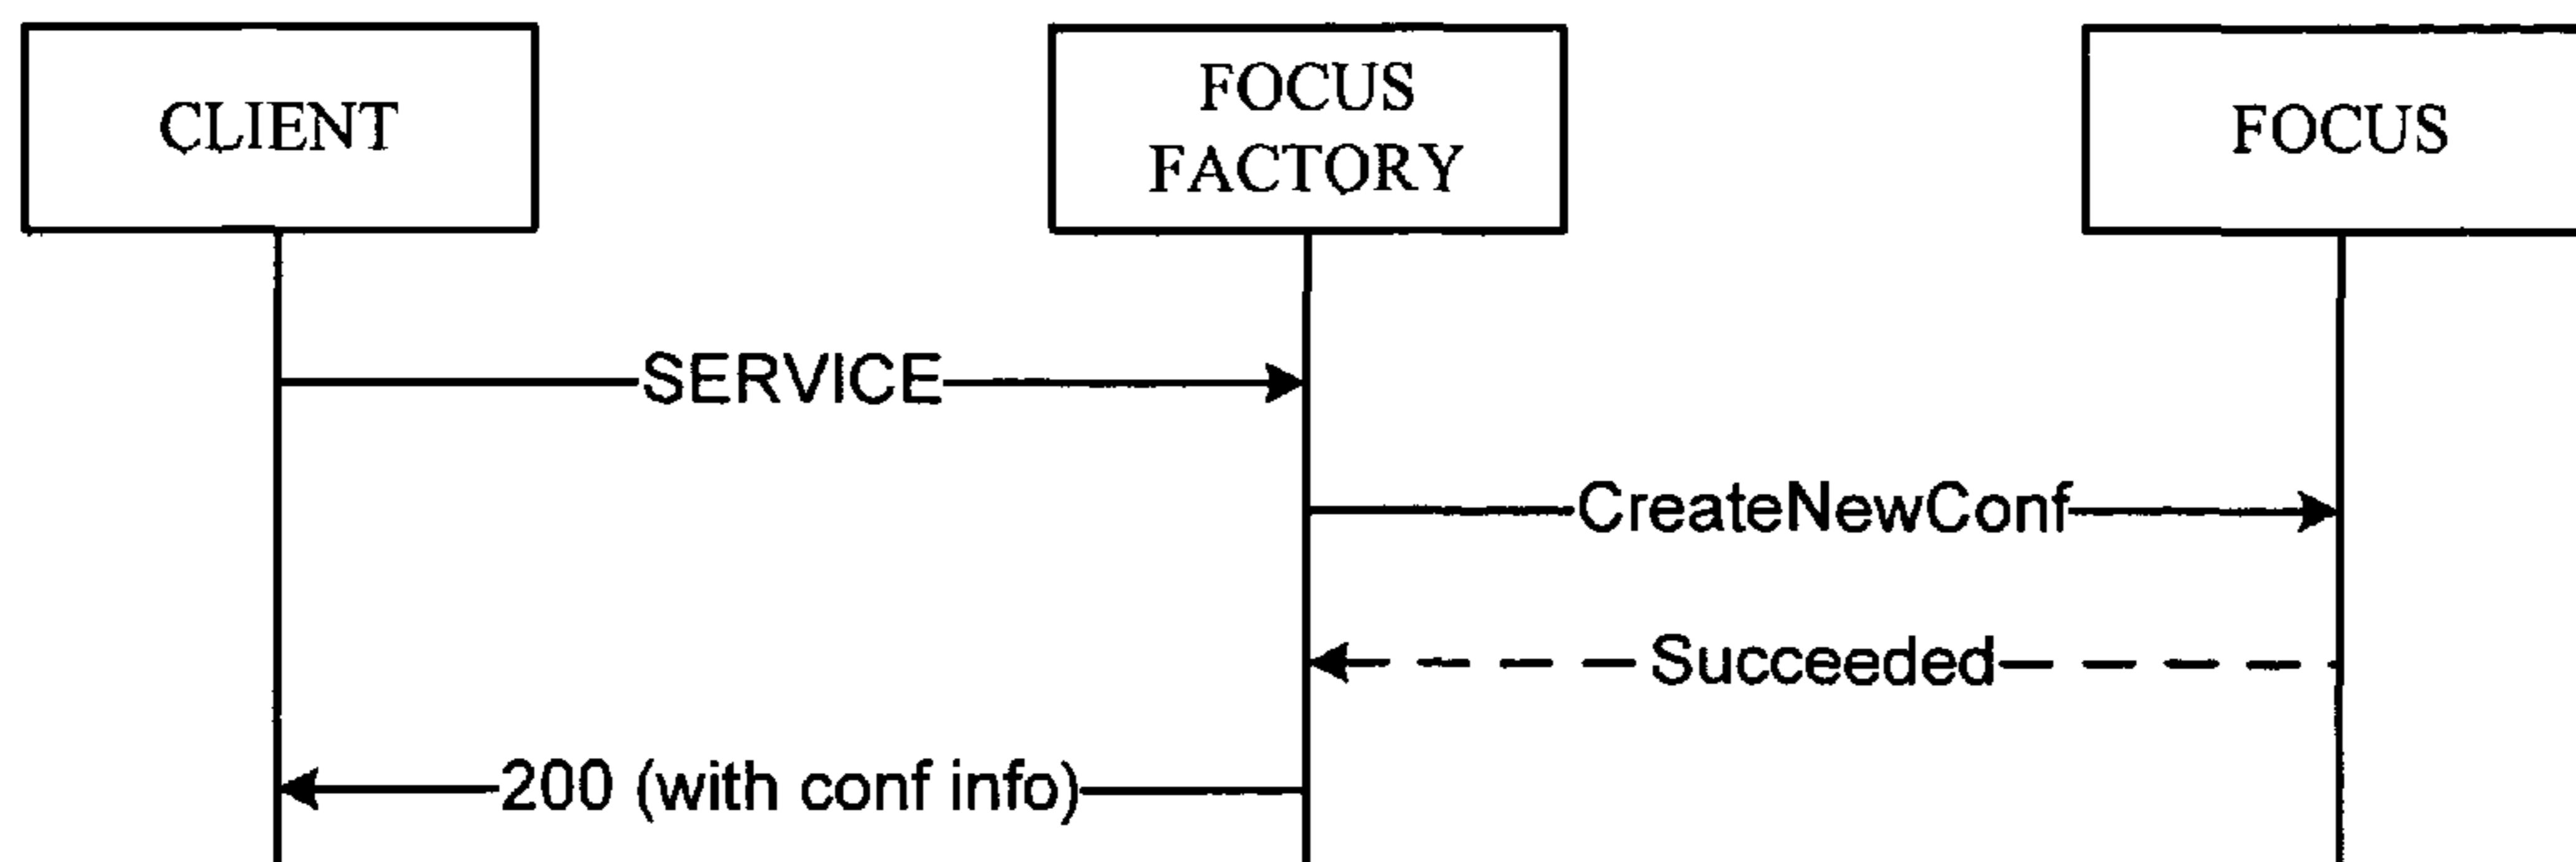 CLIENT
FOCUS
FACTORY
FOCUS
SERVICE
CreateNewConf
Succeeded
200 (with conf info)